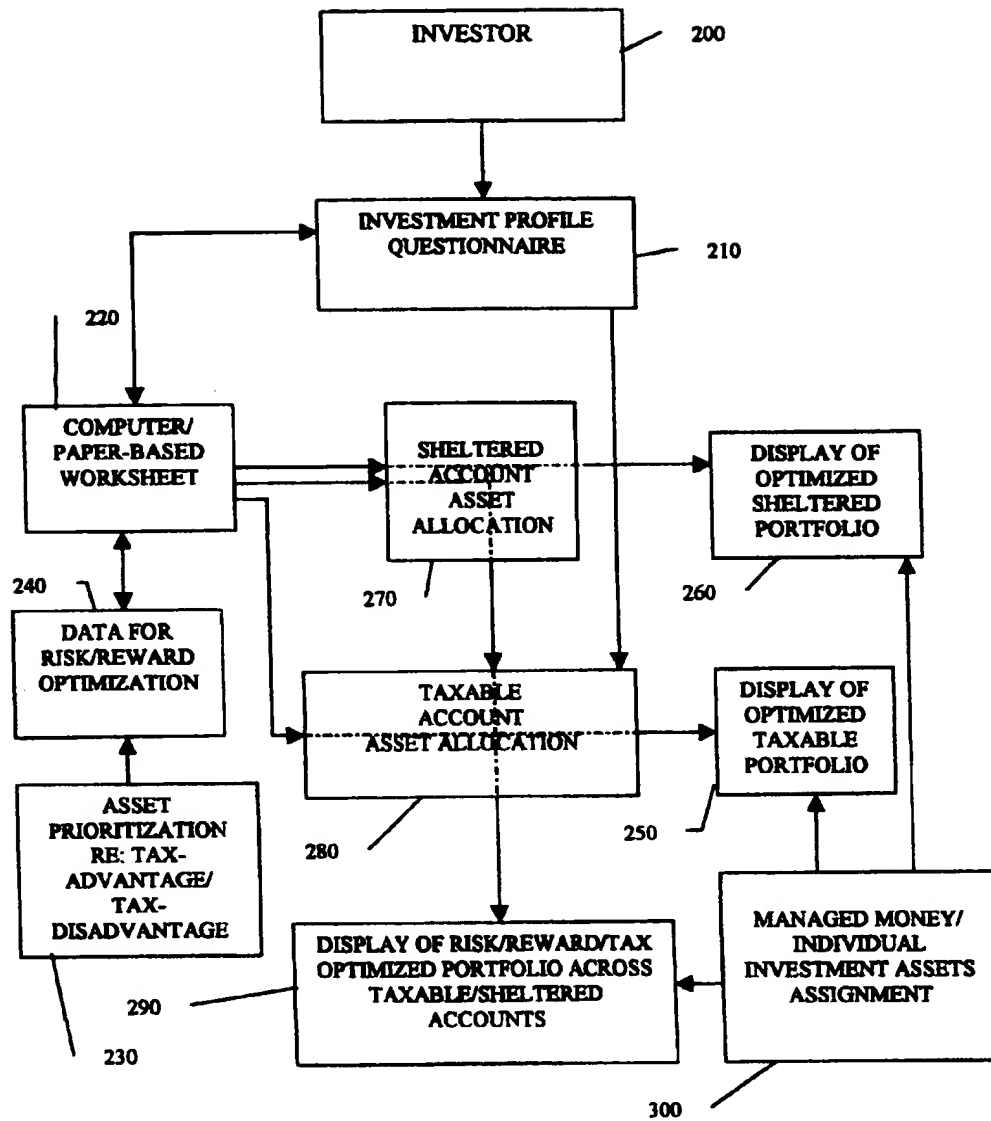 INVESTOR
200
INVESTMENT PROFILE
QUESTIONNAIRE
210
220
COMPUTER/
PAPER-BASED
WORKSHEET
SHELTERED
ACCOUNT
ASSET
ALLOCATION
DISPLAY OF
OPTIMIZED
SHELTERED
PORTFOLIO
240
270
260
DATA FOR
RISK/REWARD
OPTIMIZATION
TAXABLE
ACCOUNT
ASSET ALLOCATION
DISPLAY OF
OPTIMIZED
TAXABLE
PORTFOLIO
ASSET
PRIORITIZATION
RE: TAX-
ADVANTAGE/
TAX-
DISADVANTAGE
280
250
DISPLAY OF RISK/REWARD/TAX
OPTIMIZED PORTFOLIO ACROSS
TAXABLE/SHELTERED
ACCOUNTS
MANAGED MONEY/
INDIVIDUAL
INVESTMENT ASSETS
ASSIGNMENT
290
230
300